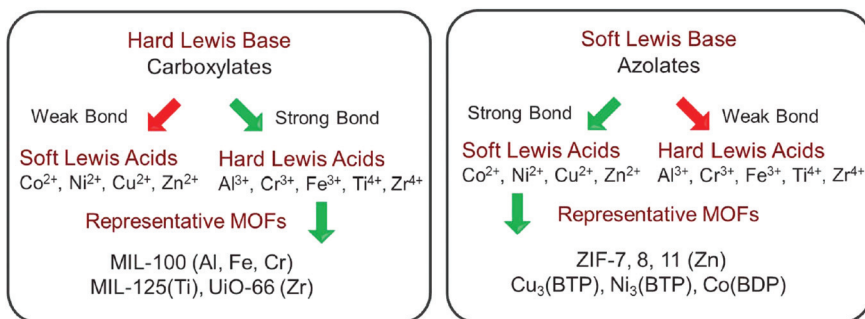 Hard Lewis Base
Carboxylates
Weak Bond
Strong Bond
Soft Lewis Acids
Co²⁺, Ni²⁺, Cu²⁺, Zn²⁺
Hard Lewis Acids
Al³⁺, Cr³⁺, Fe³⁺, Ti⁴⁺, Zr⁴⁺
Representative MOFs
MIL-100 (Al, Fe, Cr)
MIL-125(Ti), UiO-66 (Zr)
Soft Lewis Base
Azolates
Strong Bond
Weak Bond
Soft Lewis Acids
Co²⁺, Ni²⁺, Cu²⁺, Zn²⁺
Hard Lewis Acids
Al³⁺, Cr³⁺, Fe³⁺, Ti⁴⁺, Zr⁴⁺
Representative MOFs
ZIF-7, 8, 11 (Zn)
Cu₃(BTP), Ni₃(BTP), Co(BDP)